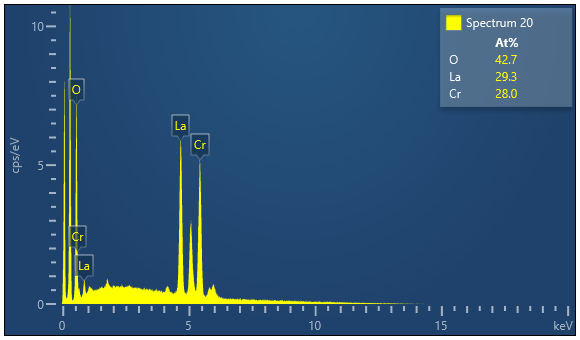 Spectrum 20
At%
O 42.7
La 29.3
Cr 28.0
10
O
La
Cr
cps/eV
5
Cr
La
0
0 5 10 15 keV